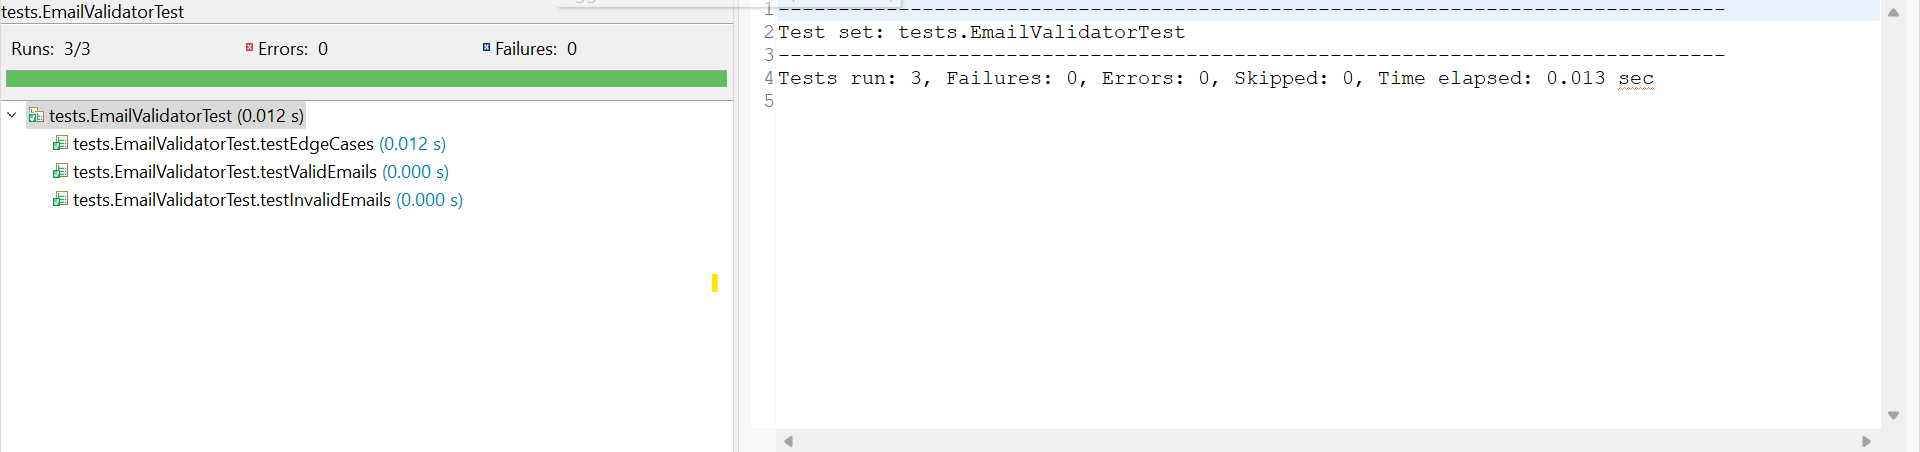 tests.EmailValidatorTest
Runs: 3/3 Errors: 0 Failures: 0
tests.EmailValidatorTest (0.012 s)
tests.EmailValidatorTest.testEdgeCases (0.012 s)
tests.EmailValidatorTest.testValidEmails (0.000 s)
tests.EmailValidatorTest.testInvalidEmails (0.000 s)
1 -------------------------------------------------------------------------------
2 Test set: tests.EmailValidatorTest
3 -------------------------------------------------------------------------------
4 Tests run: 3, Failures: 0, Errors: 0, Skipped: 0, Time elapsed: 0.013 sec
5